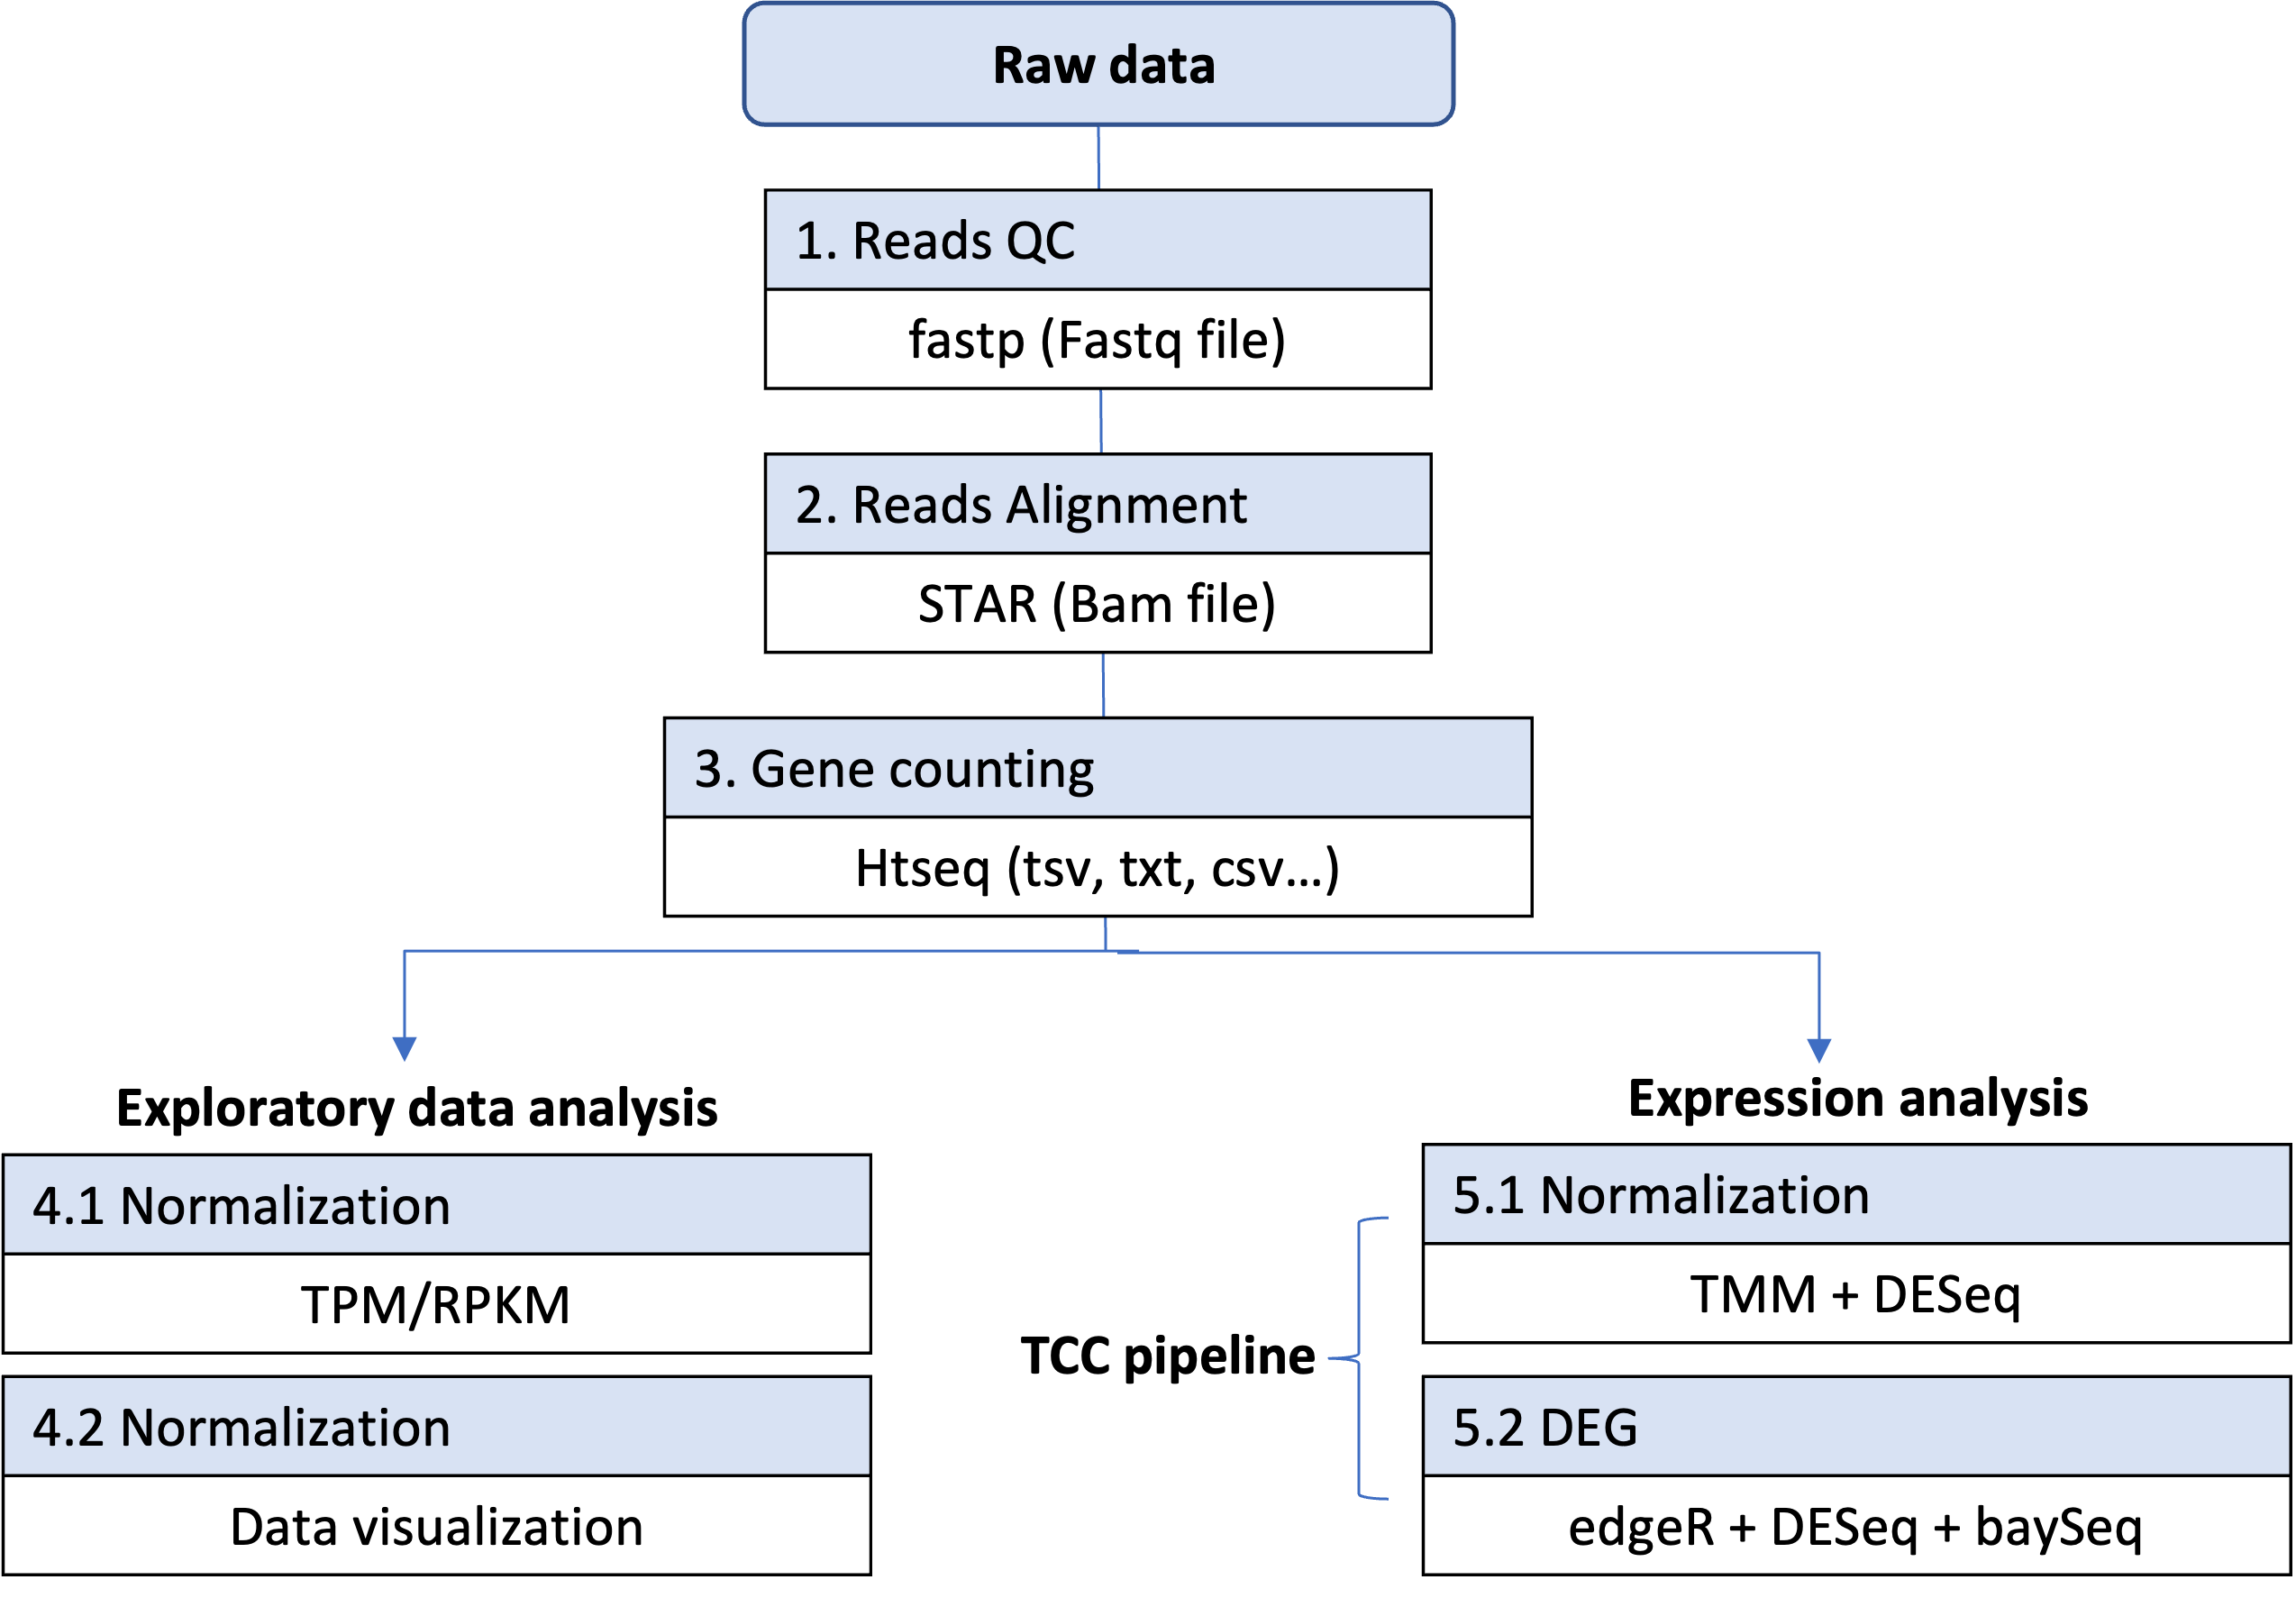 Raw data
1. Reads QC
fastp (Fastq file)
2. Reads Alignment
STAR (Bam file)
3. Gene counting
Htseq (tsv, txt, csv...)
Exploratory data analysis
4.1 Normalization
TPM/RPKM
4.2 Normalization
Data visualization
TCC pipeline
Expression analysis
5.1 Normalization
TMM + DESeq
5.2 DEG
edgeR + DESeq + baySeq